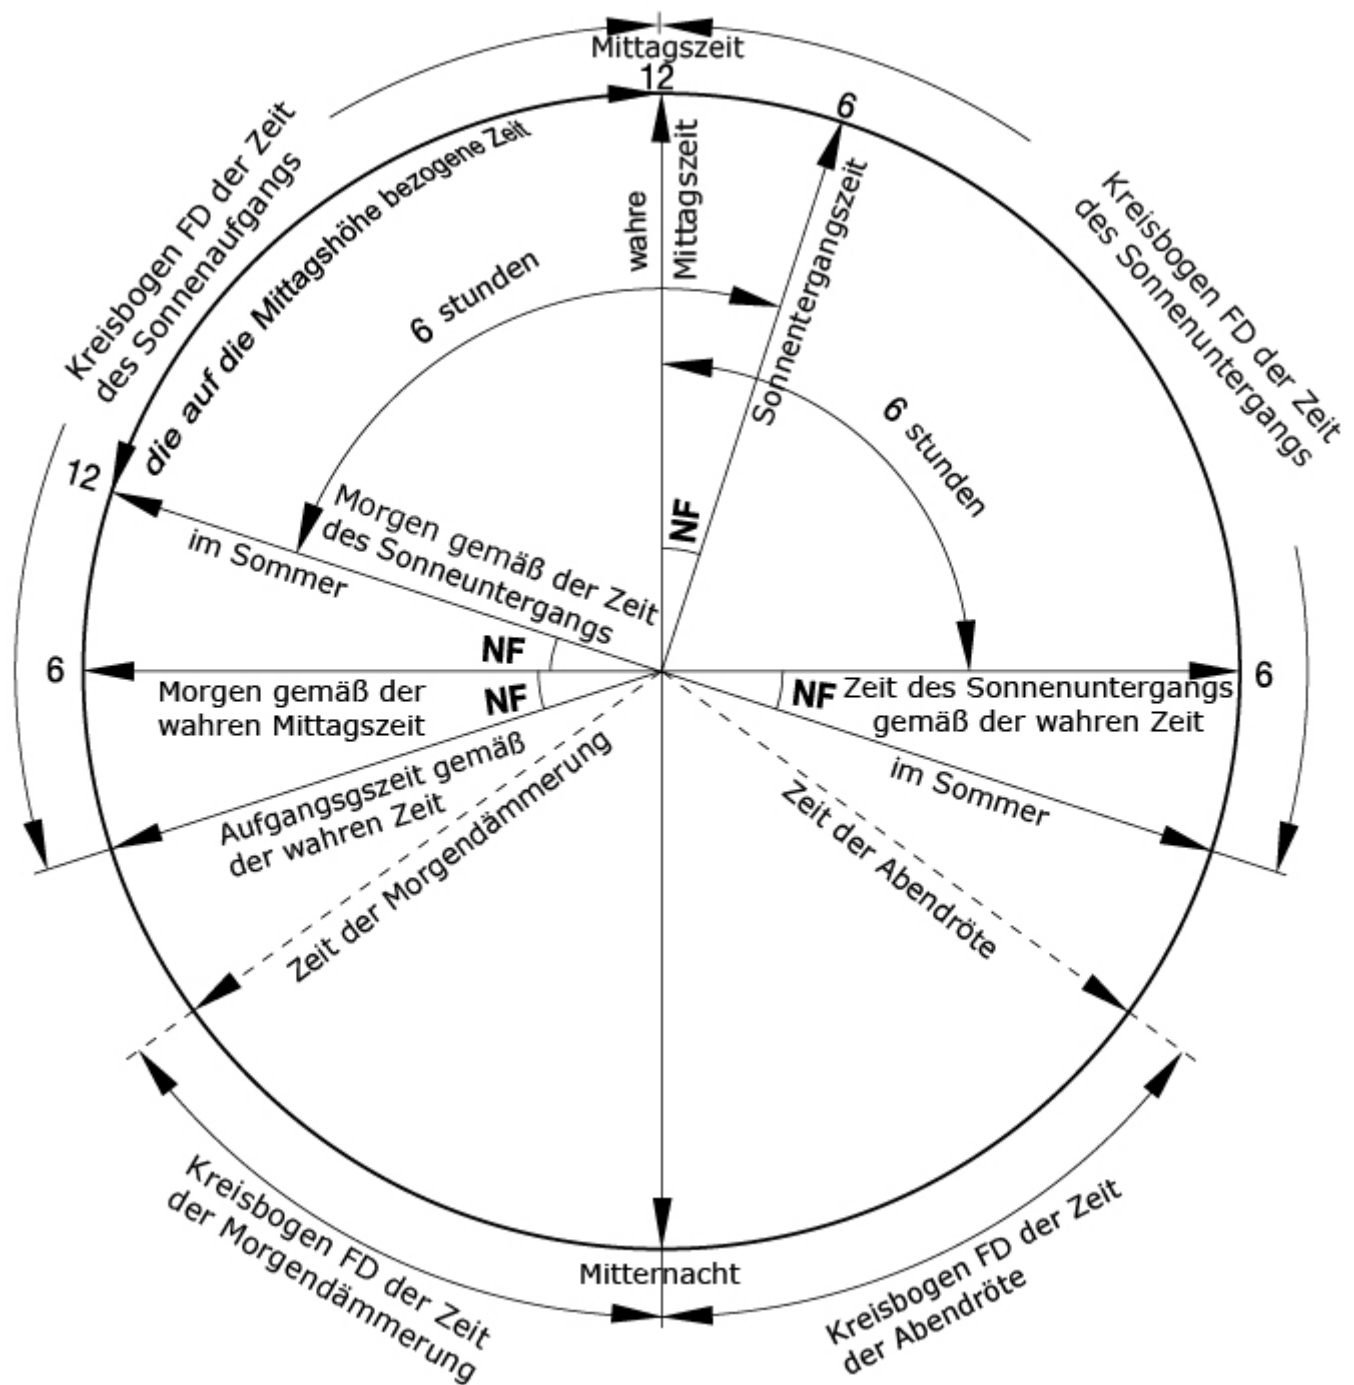 Mittagszeit
12
6
Kreisbogen FD der Zeit
des Sonnenaufgangs
die auf die Mittagshöhe bezogene Zeit
wahre
Mittagszeit
Sonnentergangszeit
Kreisbogen FD der Zeit
des Sonnenuntergangs
6 stunden
6 stunden
12
NF
im Sommer
Morgen gemäß der Zeit
des Sonneuntergangs
NF
6
6
Morgen gemäß der
wahren Mittagszeit
NF
NF
Zeit des Sonnenuntergangs
gemäß der wahren Zeit
Aufgangsgszeit gemäß
der wahren Zeit
im Sommer
Zeit der Morgendämmerung
Zeit der Abendröte
Kreisbogen FD der Zeit
der Morgendämmerung
Mitternacht
Kreisbogen FD der Zeit
der Abendröte